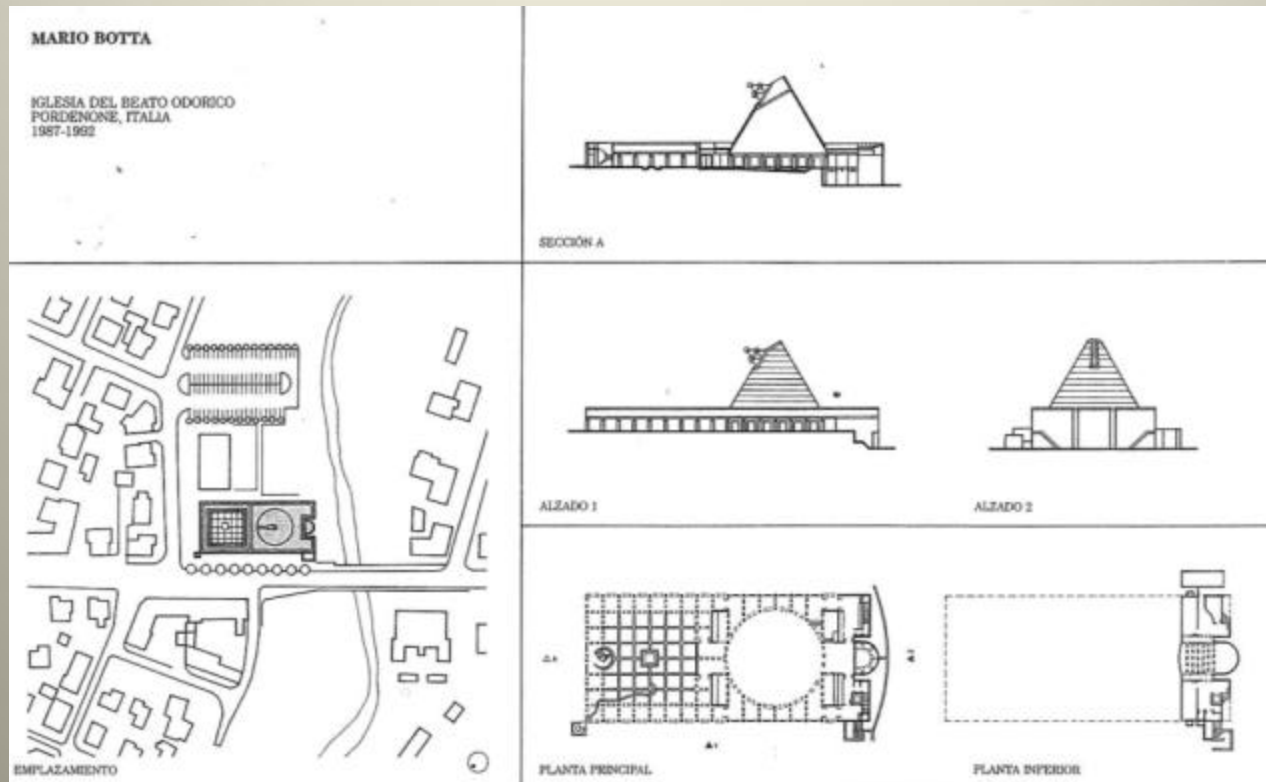 MARIO BOTTA
IGLESIA DEL BEATO ODORICO
PORDENONE, ITALIA
1987-1992
SECCIÓN A
ALZADO 1
ALZADO 2
EMPLAZAMIENTO
PLANTA PRINCIPAL
PLANTA INFERIOR